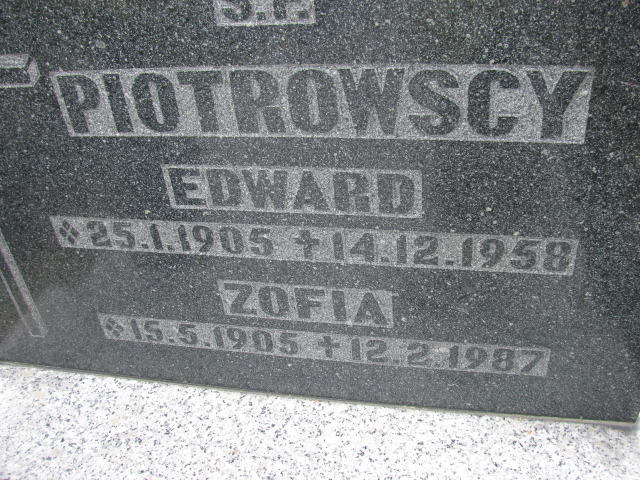 Ś.P.
PIOTROWSCY
EDWARD
25.1.1905 † 14.12.1958
ZOFIA
15.5.1905 † 12.2.1987